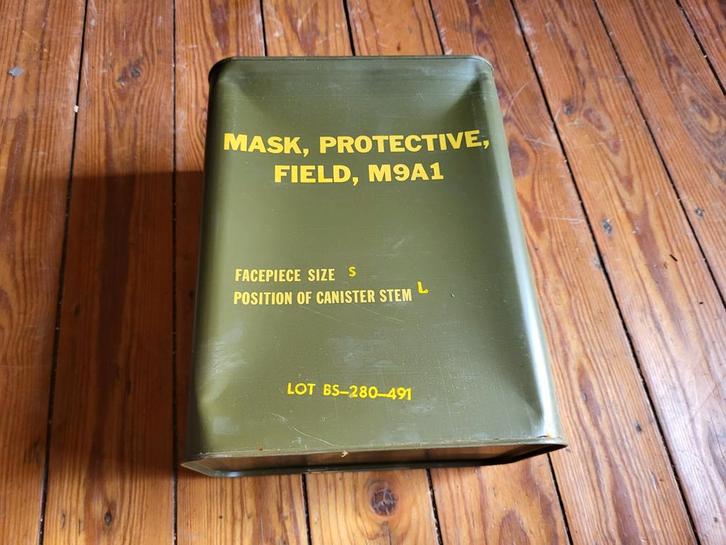 MASK, PROTECTIVE,
FIELD, M9A1
FACEPIECE SIZE S
POSITION OF CANISTER STEM L
LOT BS-280-491